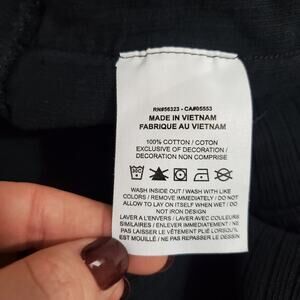 RN#56323 - CA#05553
MADE IN VIETNAM
FABRIQUE AU VIETNAM
100% COTTON / COTON
EXCLUSIVE OF DECORATION /
DECORATION NON COMPRISE
WASH INSIDE OUT / WASH WITH LIKE
COLORS / REMOVE IMMEDIATELY / DO NOT
ALLOW TO LAY ON ITSELF WHEN WET / DO
NOT IRON DESIGN
LAVER A L'ENVERS / LAVER AVEC COULEURS
SIMILAIRES / ENLEVER IMMEDIATEMENT / NE
PAS LAISSER LE VÊTEMENT PLIÉ LORSQU'IL
EST MOUILLÉ / NE PAS REPASSER LE DESSIN